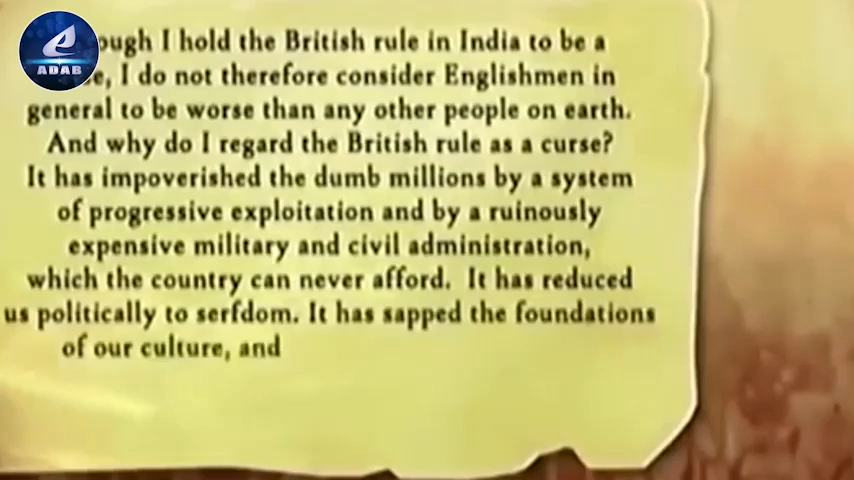 I hold the British rule in India to be a
I do not therefore consider Englishmen in
general to be worse than any other people on earth.
And why do I regard the British rule as a curse?
It has impoverished the dumb millions by a system
of progressive exploitation and by a ruinously
expensive military and civil administration,
which the country can never afford. It has reduced
us politically to serfdom. It has sapped the foundations
of our culture, and
ADAB